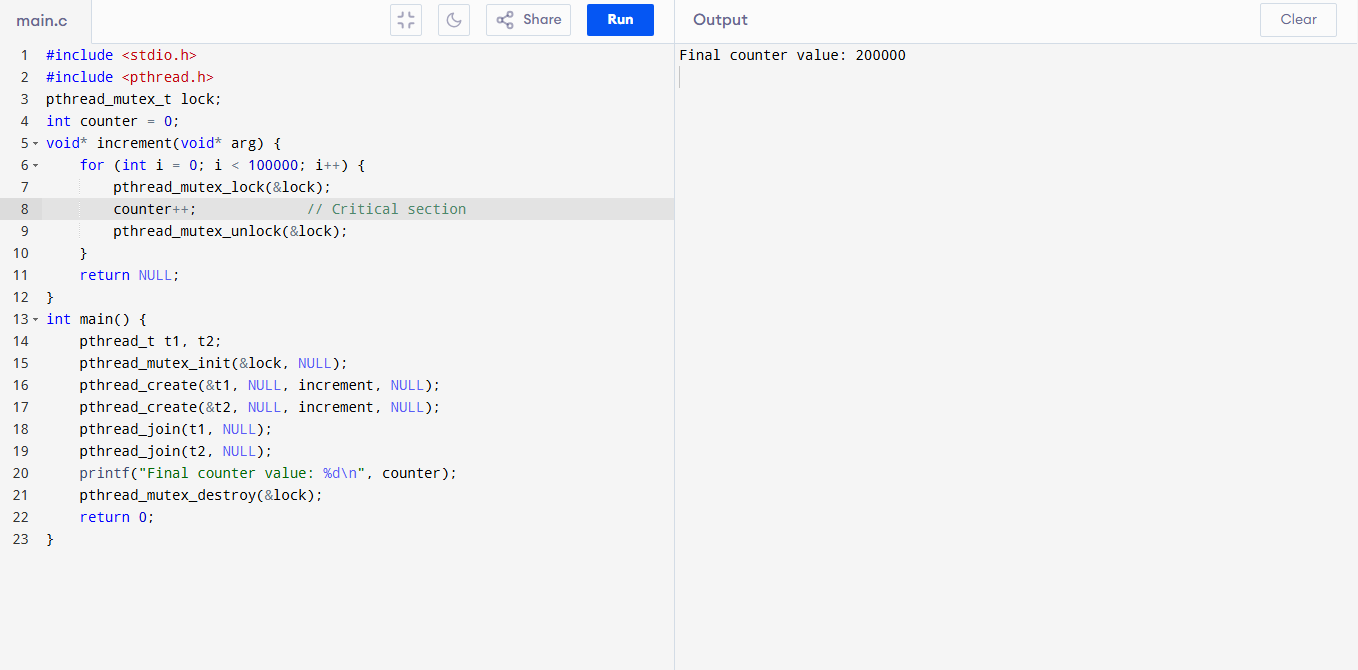 main.c
Share
Run
Output
Clear
1 #include <stdio.h>
2 #include <pthread.h>
3 pthread_mutex_t lock;
4 int counter = 0;
5 void* increment(void* arg) {
6     for (int i = 0; i < 100000; i++) {
7         pthread_mutex_lock(&lock);
8         counter++;             // Critical section
9         pthread_mutex_unlock(&lock);
10     }
11     return NULL;
12 }
13 int main() {
14     pthread_t t1, t2;
15     pthread_mutex_init(&lock, NULL);
16     pthread_create(&t1, NULL, increment, NULL);
17     pthread_create(&t2, NULL, increment, NULL);
18     pthread_join(t1, NULL);
19     pthread_join(t2, NULL);
20     printf("Final counter value: %d\n", counter);
21     pthread_mutex_destroy(&lock);
22     return 0;
23 }
Final counter value: 200000